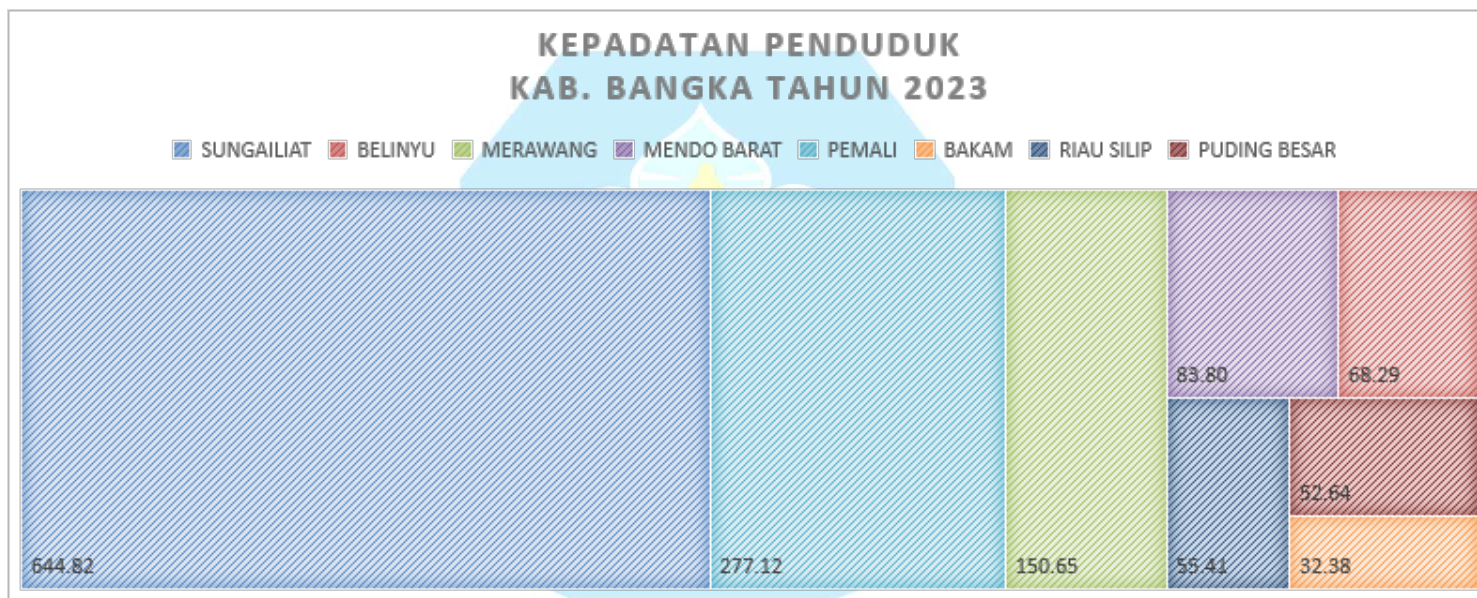 KEPADATAN PENDUDUK
KAB. BANGKA TAHUN 2023
SUNGAILIAT BELINYU MERAWANG MENDO BARAT PEMALI BAKAM RIAU SILIP PUDING BESAR
83.80 68.29
52.64
644.82 277.12 150.65 55.41 32.38